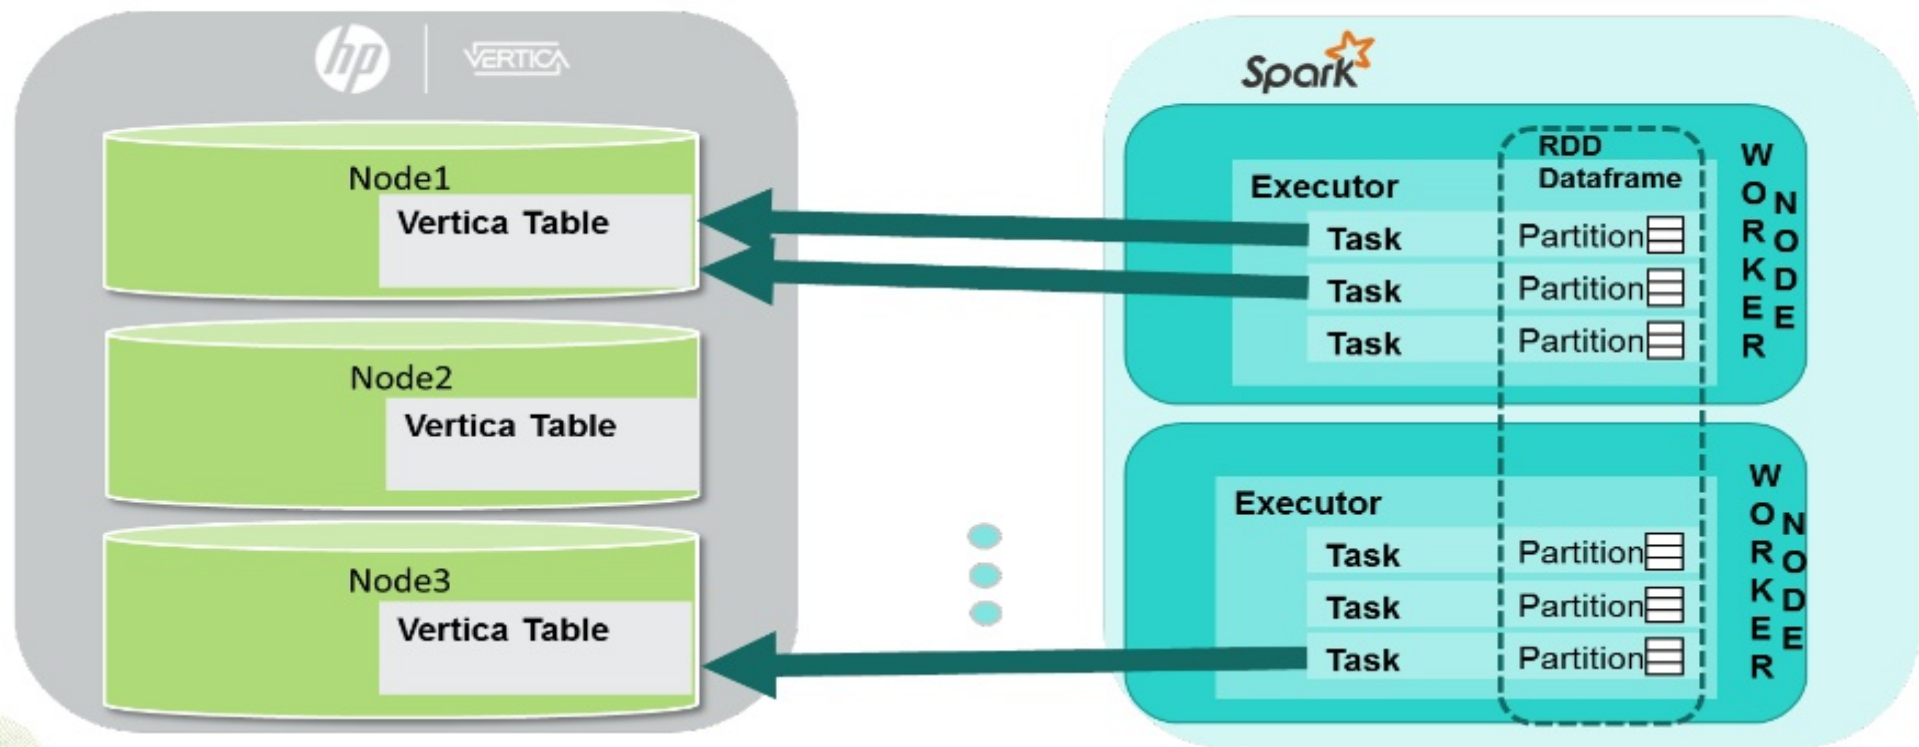 hp VERTICA
Node1
Vertica Table
Node2
Vertica Table
Node3
Vertica Table
Spark
RDD
Dataframe
Executor
Task Partition
Task Partition
Task Partition
WORKER
NODE
Executor
Task Partition
Task Partition
Task Partition
WORKER
NODE